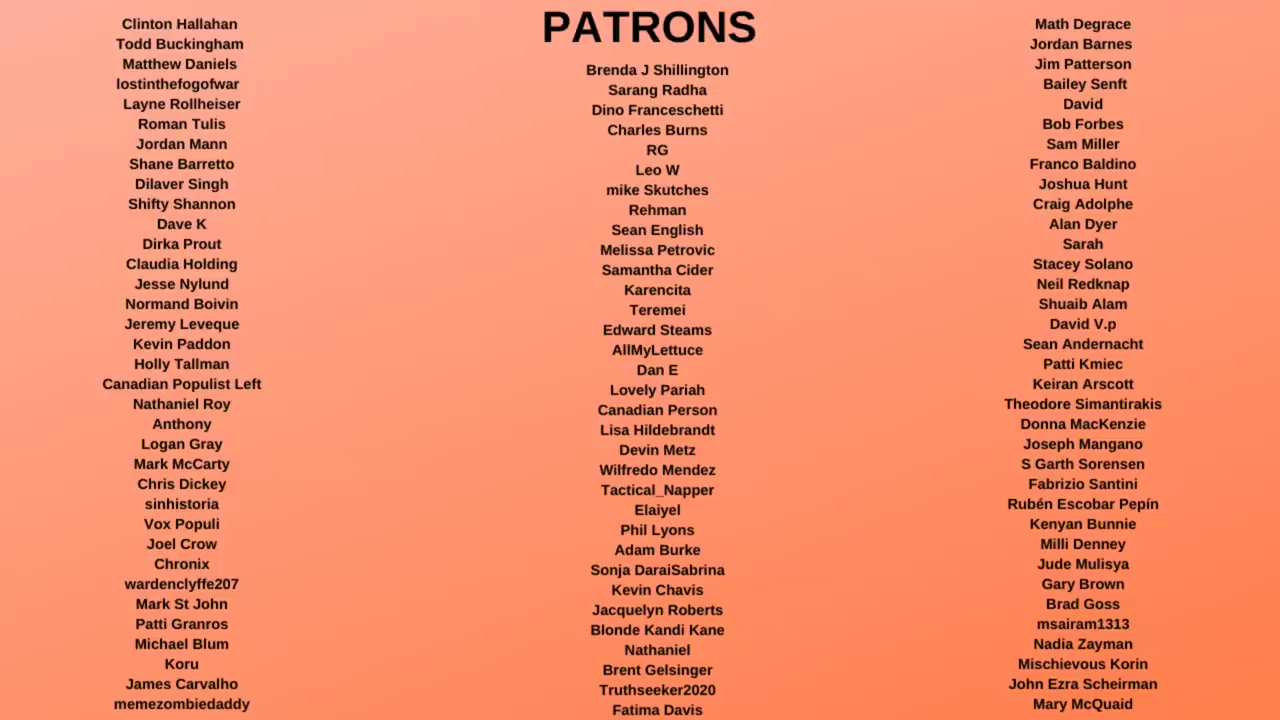 PATRONS
Clinton Hallahan
Todd Buckingham
Matthew Daniels
lostinthefogofwar
Layne Rollheiser
Roman Tulis
Jordan Mann
Shane Barretto
Dilaver Singh
Shifty Shannon
Dave K
Dirka Prout
Claudia Holding
Jesse Nylund
Normand Boivin
Jeremy Leveque
Kevin Paddon
Holly Tallman
Canadian Populist Left
Nathaniel Roy
Anthony
Logan Gray
Mark McCarty
Chris Dickey
sinhistoria
Vox Populi
Joel Crow
Chronix
wardenclyffe207
Mark St John
Patti Granros
Michael Blum
Koru
James Carvalho
memezombiedaddy
Brenda J Shillington
Sarang Radha
Dino Franceschetti
Charles Burns
RG
Leo W
mike Skutches
Rehman
Sean English
Melissa Petrovic
Samantha Cider
Karencita
Teremei
Edward Steams
AllMyLettuce
Dan E
Lovely Pariah
Canadian Person
Lisa Hildebrandt
Devin Metz
Wilfredo Mendez
Tactical_Napper
Elaiyel
Phil Lyons
Adam Burke
Sonja DaraiSabrina
Kevin Chavis
Jacquelyn Roberts
Blonde Kandi Kane
Nathaniel
Brent Gelsinger
Truthseeker2020
Fatima Davis
Math Degrace
Jordan Barnes
Jim Patterson
Bailey Senft
David
Bob Forbes
Sam Miller
Franco Baldino
Joshua Hunt
Craig Adolphe
Alan Dyer
Sarah
Stacey Solano
Neil Redknap
Shuaib Alam
David V.p
Sean Andernacht
Patti Kmiec
Keiran Arscott
Theodore Simantirakis
Donna MacKenzie
Joseph Mangano
S Garth Sorensen
Fabrizio Santini
Rubén Escobar Pepín
Kenyan Bunnie
Milli Denney
Jude Mulisya
Gary Brown
Brad Goss
msairam1313
Nadia Zayman
Mischievous Korin
John Ezra Scheirman
Mary McQuaid